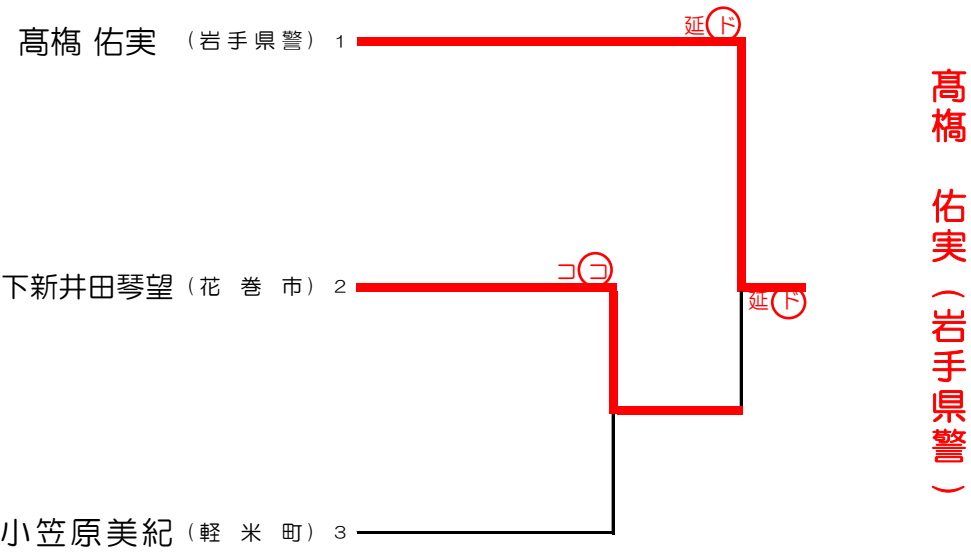 延ド
髙橋 佑実 （岩手県警） 1
ココ
下新井田琴望（花 巻 市） 2
延ド
小笠原美紀（軽 米 町） 3
髙橋 佑実（岩手県警）